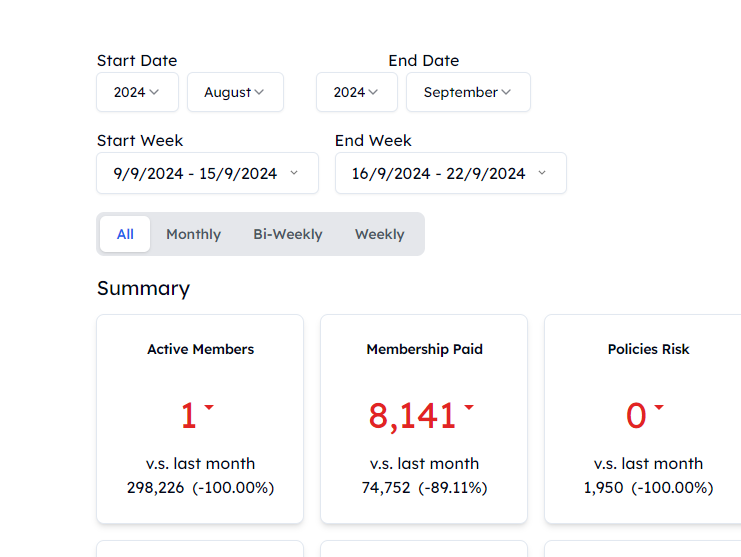 Start Date End Date
2024 August 2024 September
Start Week End Week
9/9/2024 - 15/9/2024 16/9/2024 - 22/9/2024
All Monthly Bi-Weekly Weekly
Summary
Active Members Membership Paid Policies Risk
1 8,141 0
v.s. last month v.s. last month v.s. last month
298,226 (-100.00%) 74,752 (-89.11%) 1,950 (-100.00%)